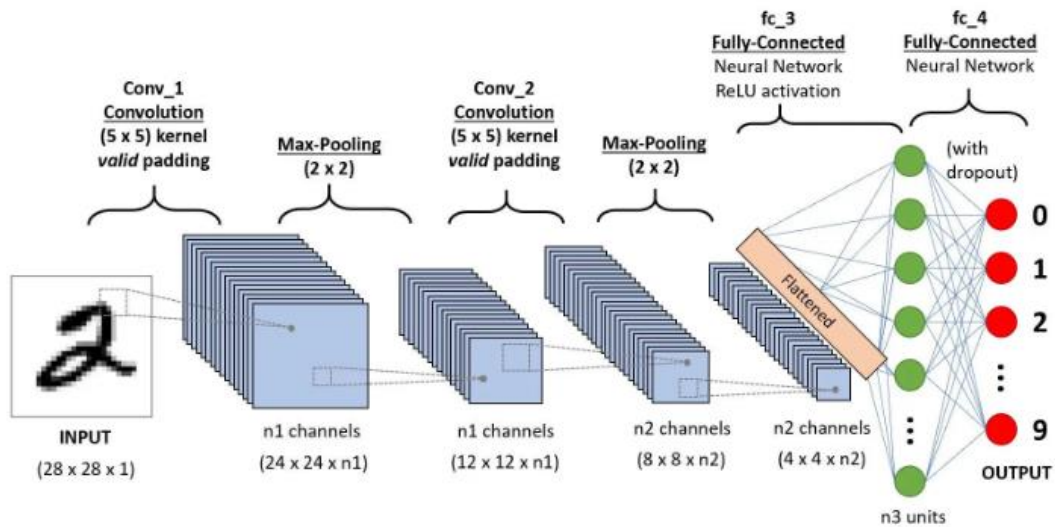 fc_3
Fully-Connected
Neural Network
ReLU activation
fc_4
Fully-Connected
Neural Network
Conv_1
Convolution
(5 x 5) kernel
valid padding
Max-Pooling
(2 x 2)
Conv_2
Convolution
(5 x 5) kernel
valid padding
Max-Pooling
(2 x 2)
(with
dropout)
Flattened
0
1
2
9
INPUT
(28 x 28 x 1)
n1 channels
(24 x 24 x n1)
n1 channels
(12 x 12 x n1)
n2 channels
(8 x 8 x n2)
n2 channels
(4 x 4 x n2)
OUTPUT
n3 units
2